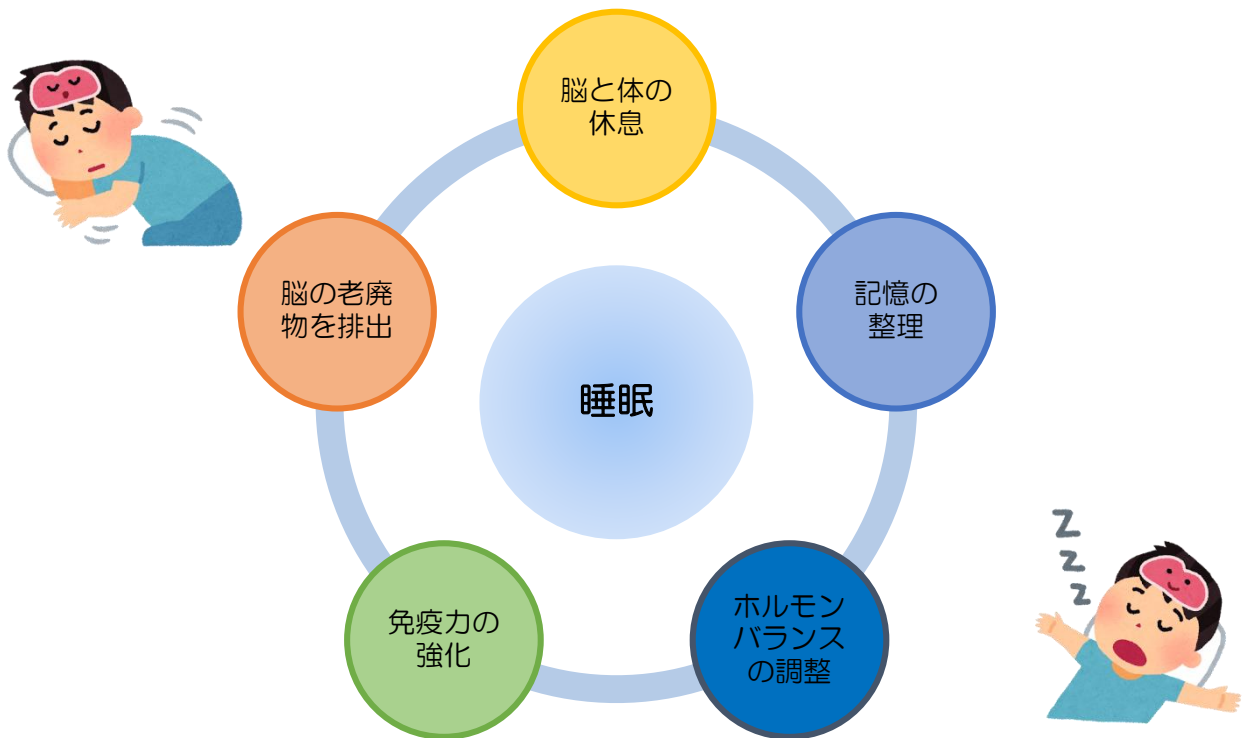 脳と体の
休息
記憶の
整理
ホルモン
バランス
の調整
免疫力の
強化
脳の老廃
物を排出
睡眠
Z
Z
Z